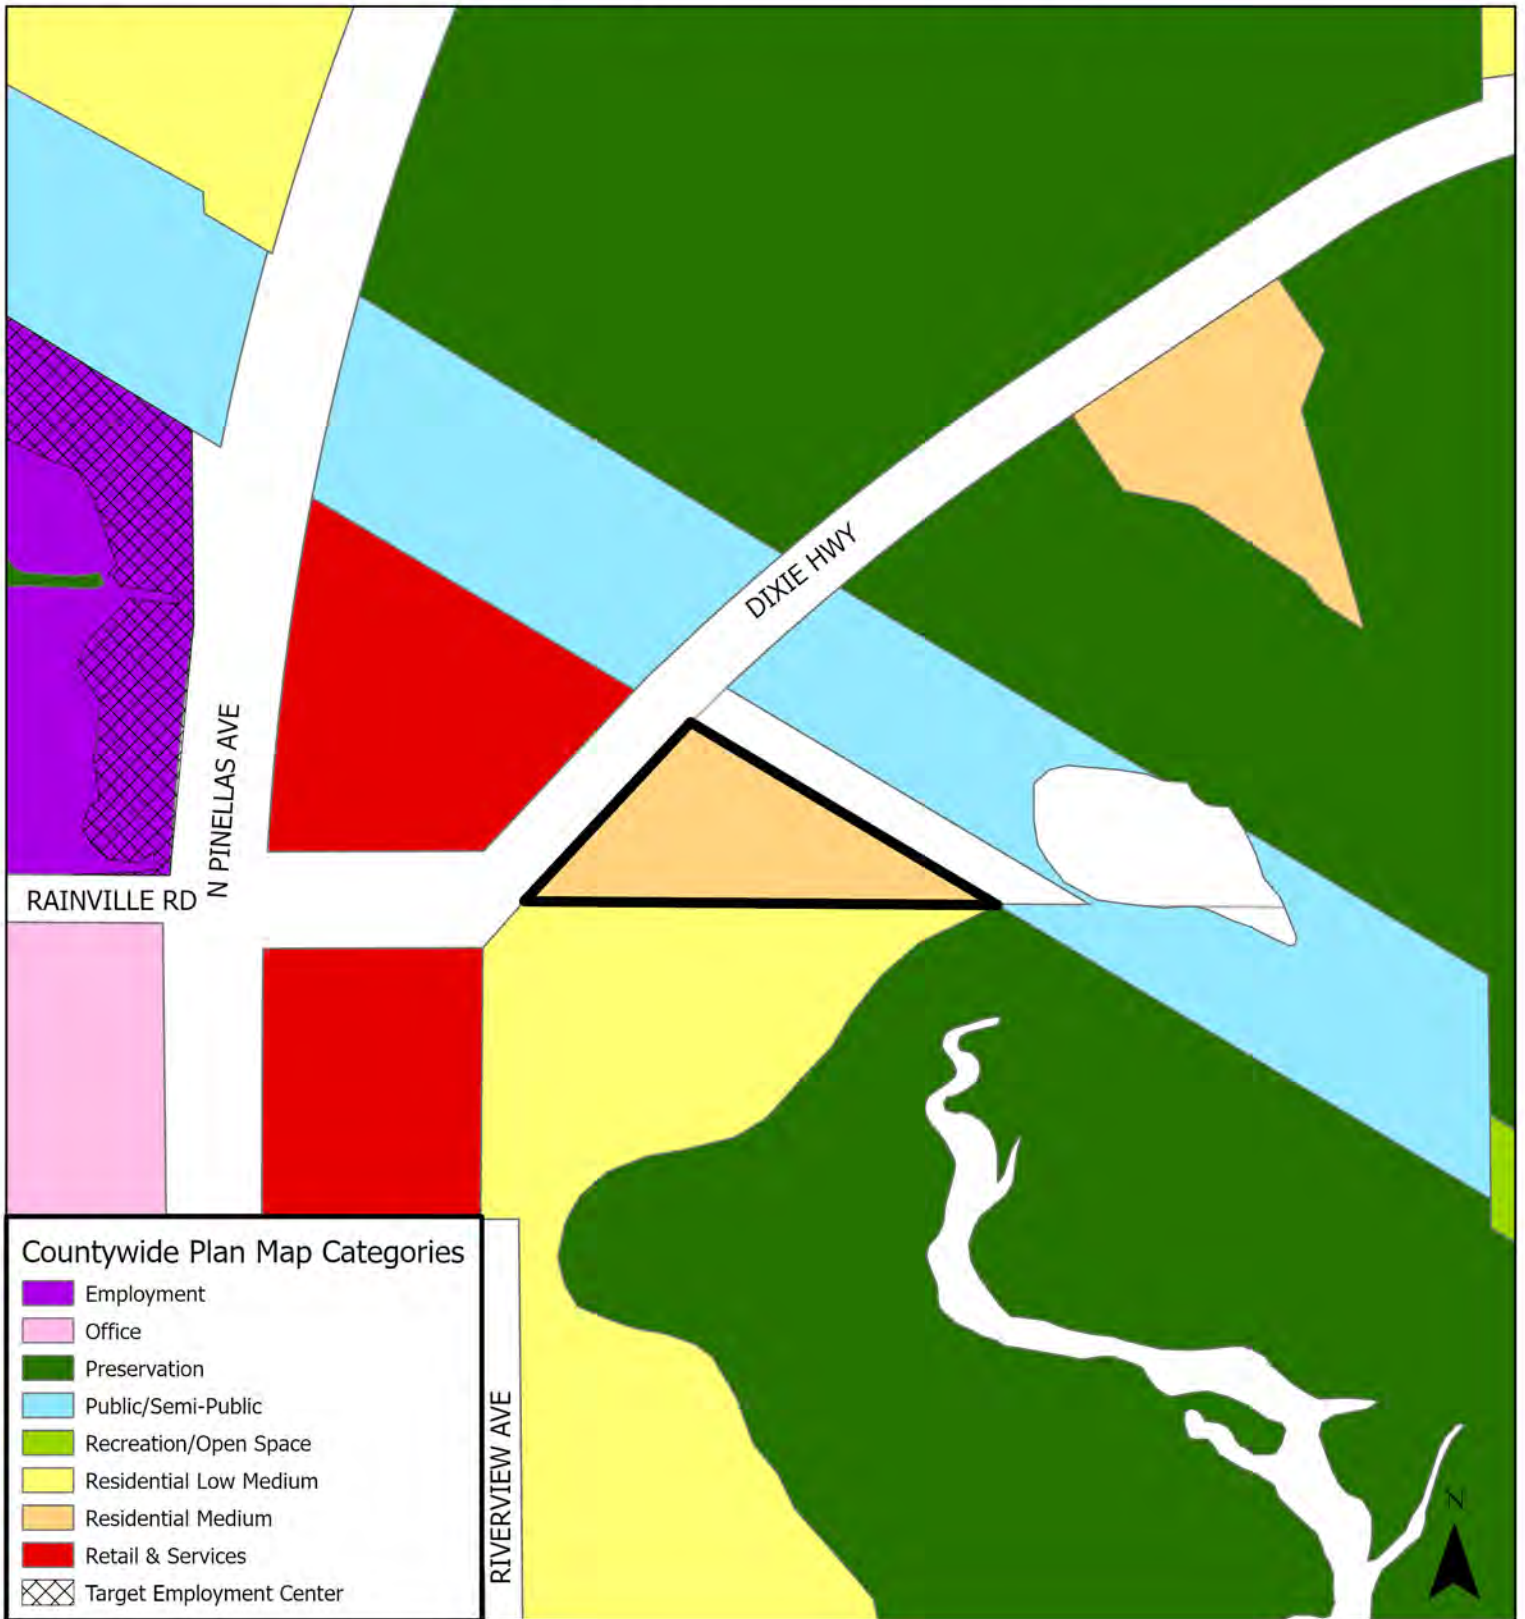 DIXIE HWY
N PINELLAS AVE
RAINVILLE RD
Countywide Plan Map Categories
Employment
Office
Preservation
Public/Semi-Public
Recreation/Open Space
Residential Low Medium
Residential Medium
Retail & Services
Target Employment Center
RIVERVIEW AVE
N